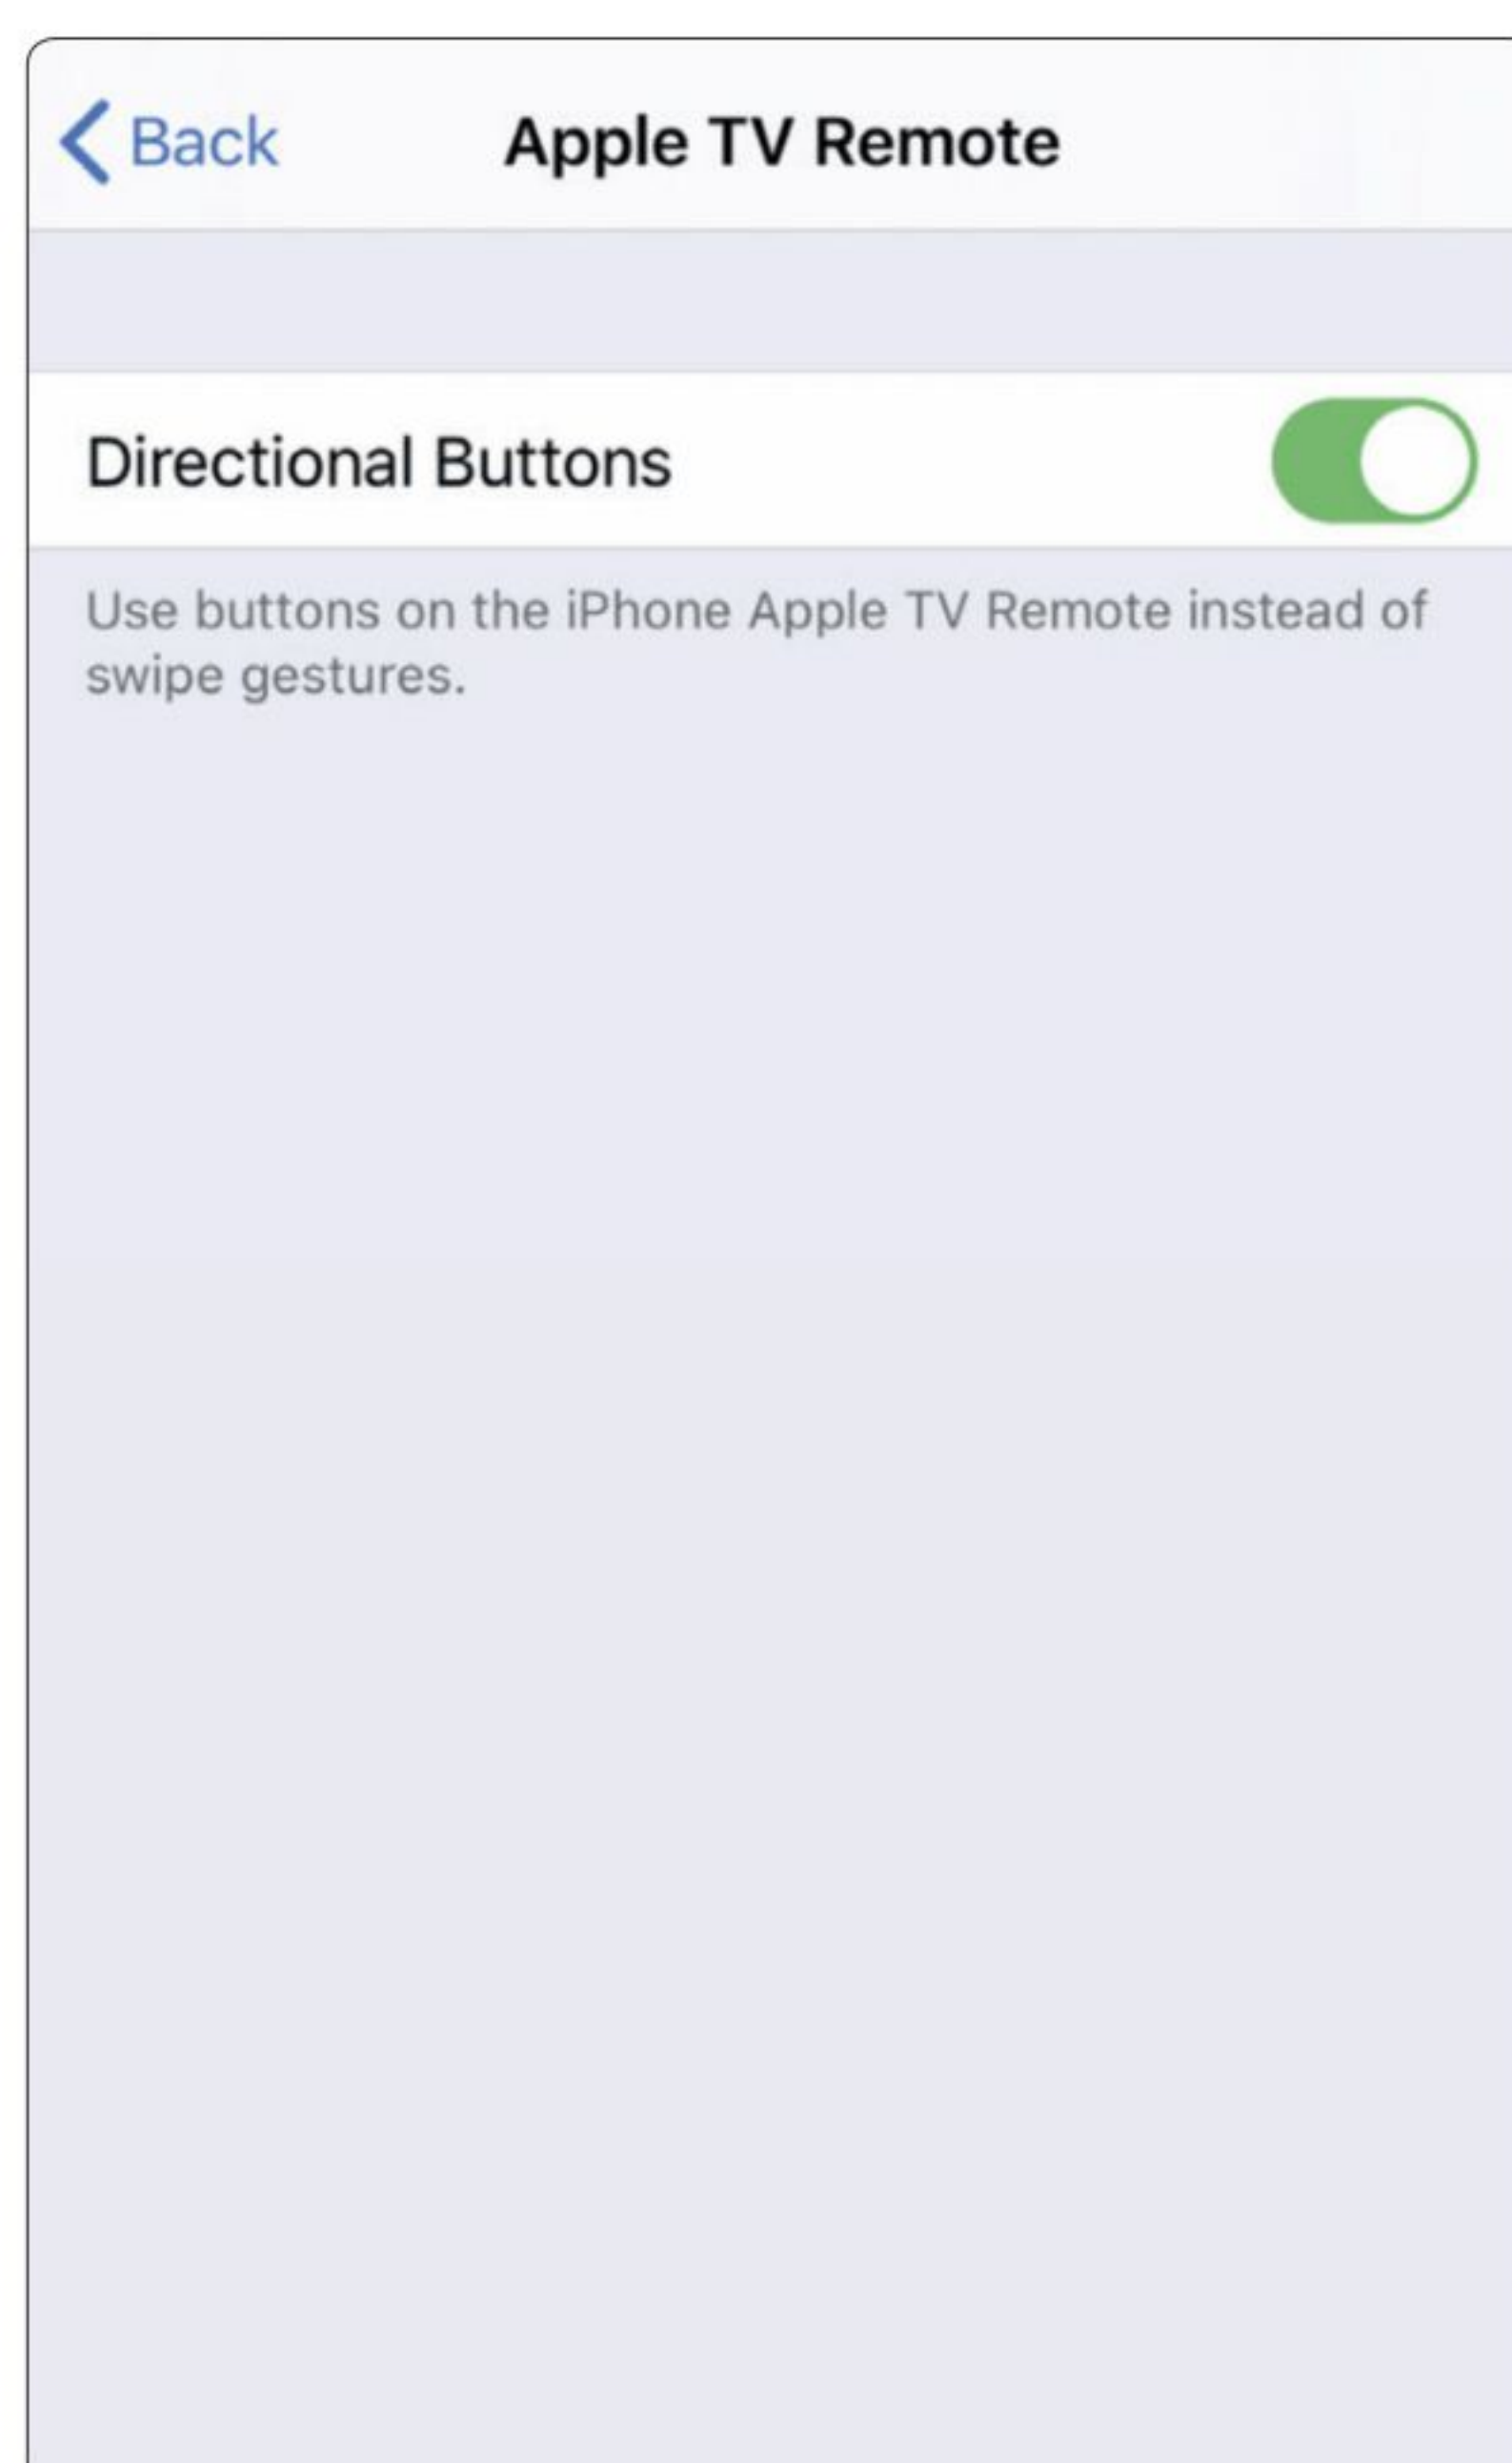 Back
Apple TV Remote
Directional Buttons
Use buttons on the iPhone Apple TV Remote instead of
swipe gestures.